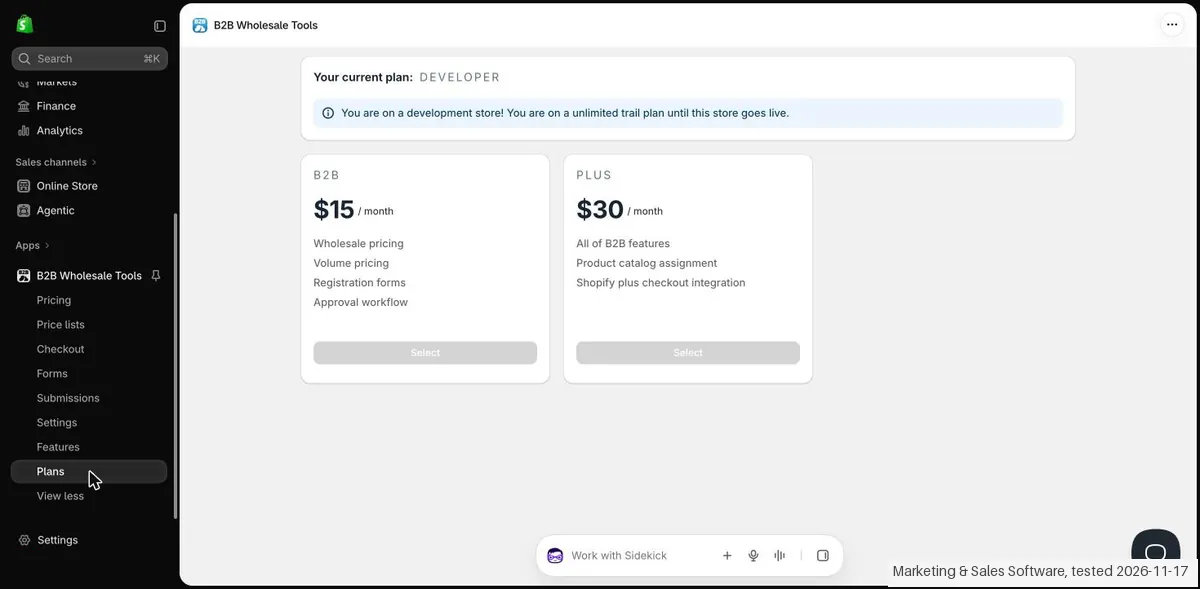 B2B Wholesale Tools
Search ⌘K
Markets
Finance
Analytics
Sales channels
Online Store
Agentic
Apps
B2B Wholesale Tools
Pricing
Price lists
Checkout
Forms
Submissions
Settings
Features
Plans
View less
Settings
Your current plan: DEVELOPER
You are on a development store! You are on a unlimited trail plan until this store goes live.
B2B
$15 / month
Wholesale pricing
Volume pricing
Registration forms
Approval workflow
Select
PLUS
$30 / month
All of B2B features
Product catalog assignment
Shopify plus checkout integration
Select
Work with Sidekick
Marketing & Sales Software, tested 2026-11-17